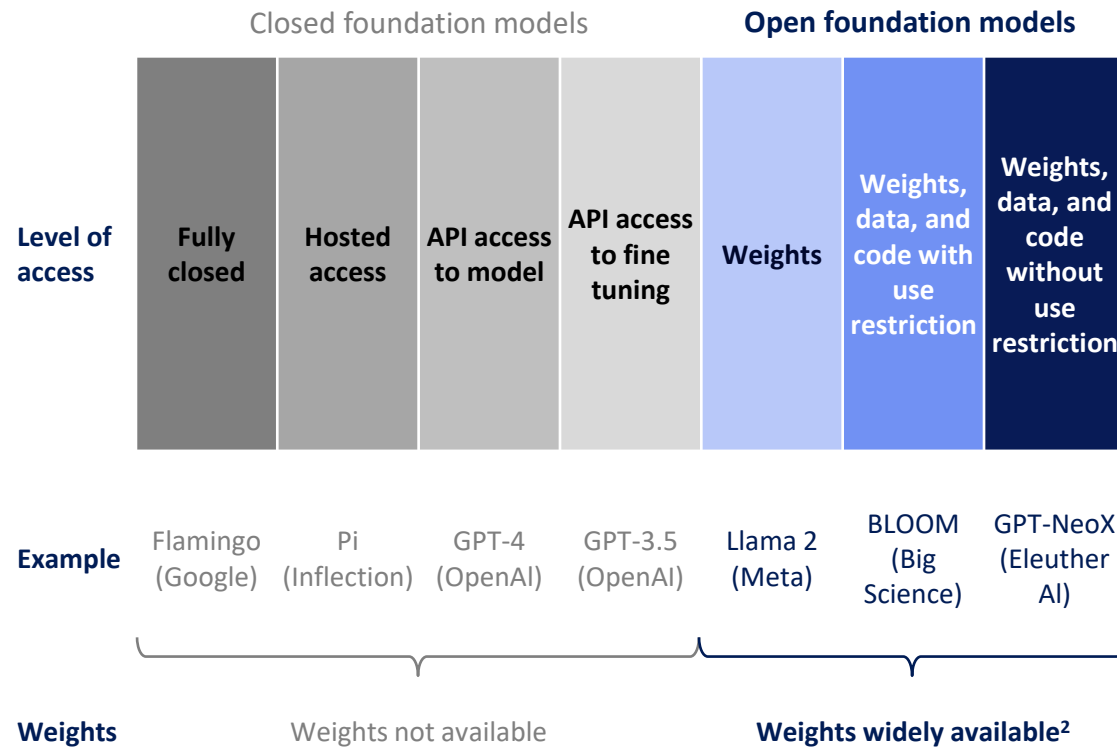 Closed foundation models
Open foundation models
Level of
access
Fully
closed
Hosted
access
API access
to model
API access
to fine
tuning
Weights
Weights,
data, and
code with
use
restriction
Weights,
data, and
code
without
use
restriction
Example
Flamingo
(Google)
Pi
(Inflection)
GPT-4
(OpenAl)
GPT-3.5
(OpenAI)
Llama 2
(Meta)
BLOOM
(Big
Science)
GPT-NeoX
(Eleuther
Al)
Weights
Weights not available
Weights widely available²